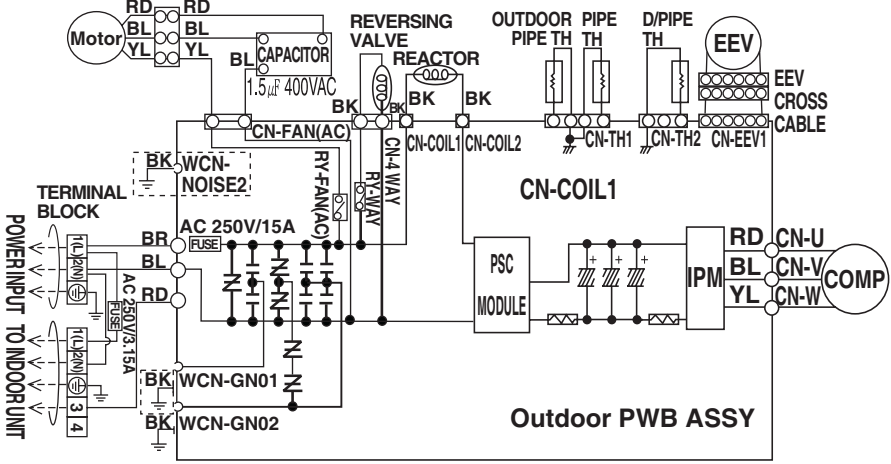 RD RD
BL BL
YL YL
Motor
BL
CAPACITOR
1.5μF 400VAC
REVERSING
VALVE
REACTOR
BK BK BK BK
OUTDOOR
PIPE TH
PIPE
TH
D/PIPE
TH
EEV
EEV
CROSS
CABLE
CN-FAN(AC)
CN-COIL1
CN-COIL2
CN-TH1
CN-TH2
CN-EEV1
RY-FAN(AC)
RY-WAY
CN-4 WAY
CN-COIL1
BK WCN-
NOISE2
TERMINAL
BLOCK
POWER INPUT
1(L) 2(N)
BR
BL
RD
AC 250V/15A
FUSE
AC 250V/3.15A
FUSE
TO INDOOR UNIT
1(L) 2(N)
3
4
PSC
MODULE
+ + +
IPM
RD CN-U
BL CN-V
YL CN-W
COMP
BK WCN-GN01
BK WCN-GN02
Outdoor PWB ASSY